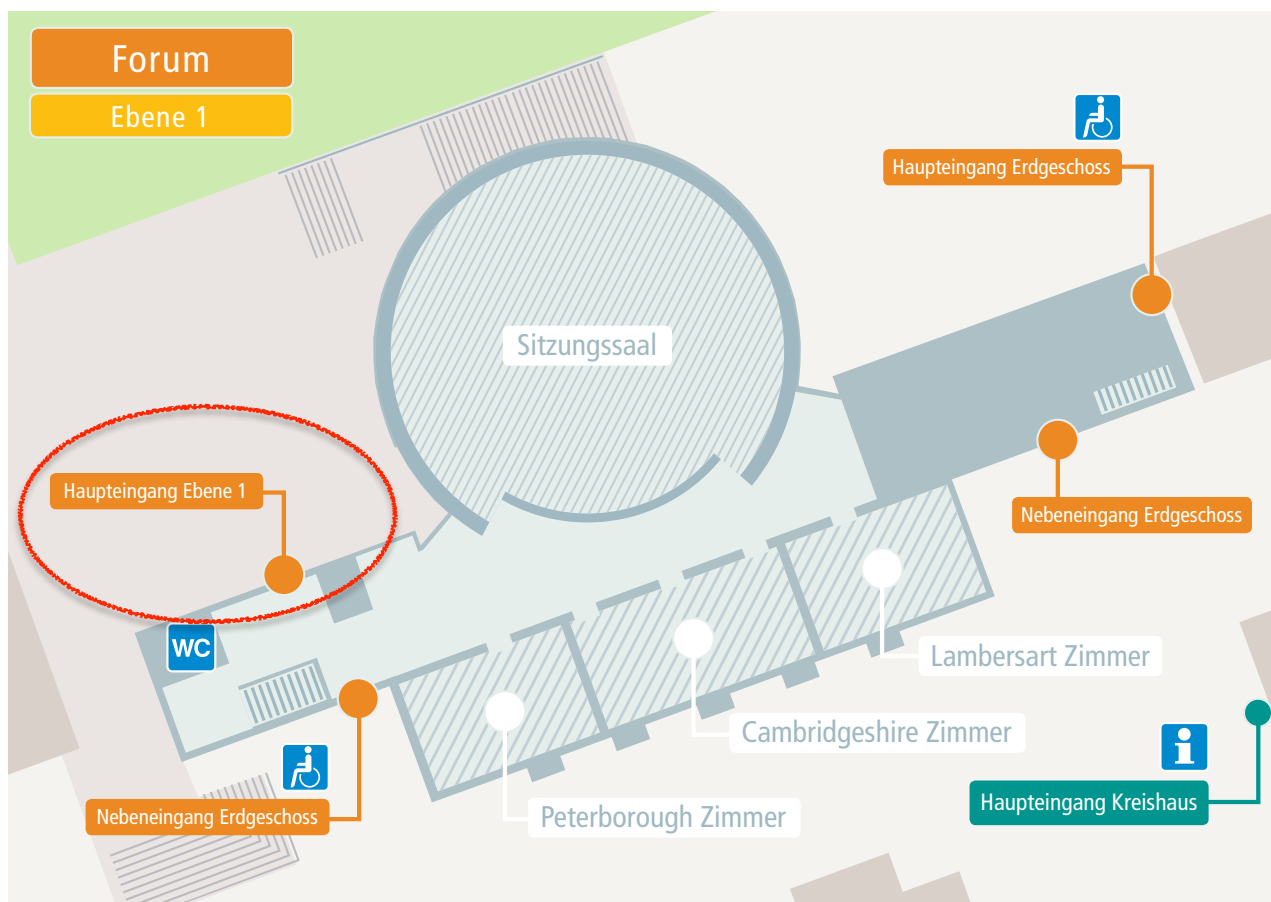 Forum
Ebene 1
Haupteingang Erdgeschoss
Sitzungssaal
Haupteingang Ebene 1
Nebeneingang Erdgeschoss
WC
Lambersart Zimmer
Cambridgeshire Zimmer
Haupteingang Kreishaus
Nebeneingang Erdgeschoss
Peterborough Zimmer